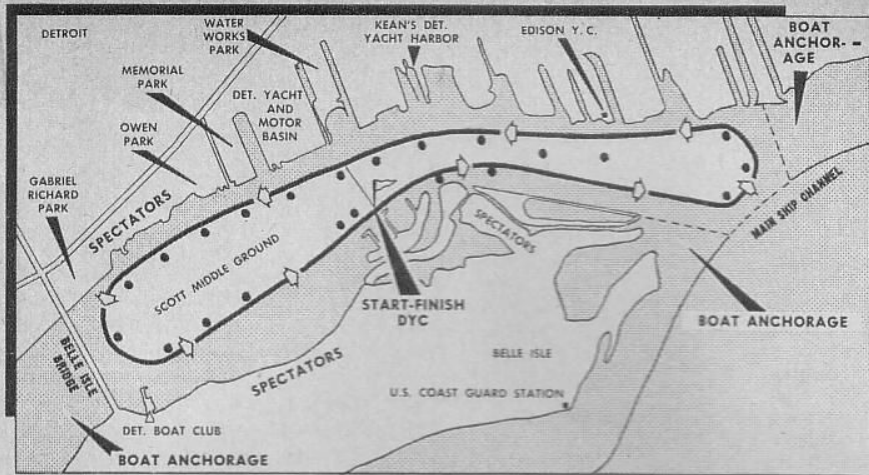 DETROIT
WATER
WORKS
PARK
KEAN'S DET.
YACHT HARBOR
EDISON Y. C.
BOAT
ANCHOR-
AGE
MEMORIAL
PARK
DET. YACHT
AND
MOTOR
BASIN
OWEN
PARK
GABRIEL
RICHARD
PARK
SPECTATORS
SPECTATORS
MAIN SHIP CHANNEL
SCOTT MIDDLE GROUND
START-FINISH
DYC
BOAT ANCHORAGE
BELLE ISLE
BRIDGE
SPECTATORS
BELLE ISLE
U.S. COAST GUARD STATION
DET. BOAT CLUB
BOAT ANCHORAGE